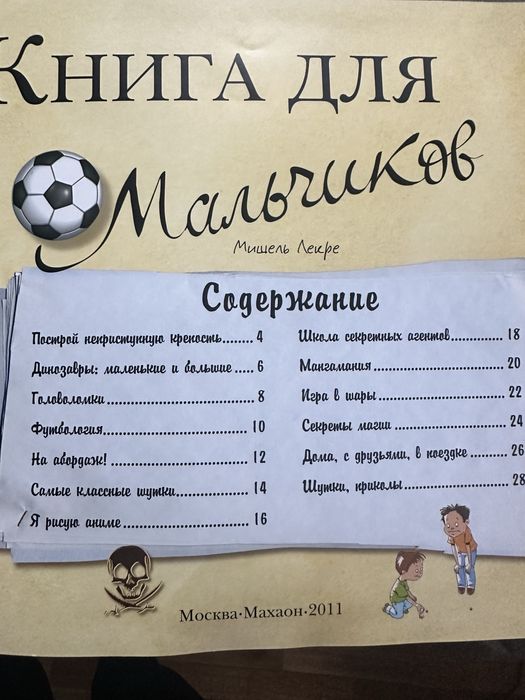 Книга для
Мальчиков
Мишель Лекре
Содержание
Построй неприступную крепость....... 4
Динозавры: маленькие и большие ..... 6
Головоломки................................ 8
Футбология................................ 10
На абордаж! .............................. 12
Самые классные шутки................. 14
Я рисую аниме ........................... 16
Школа секретных агентов............. 18
Мангамания ............................... 20
Игра в шары ............................. 22
Секреты магии .......................... 24
Дома, с друзьями, в поездке ......... 26
Шутки, приколы......................... 28
Москва·Махаон·2011